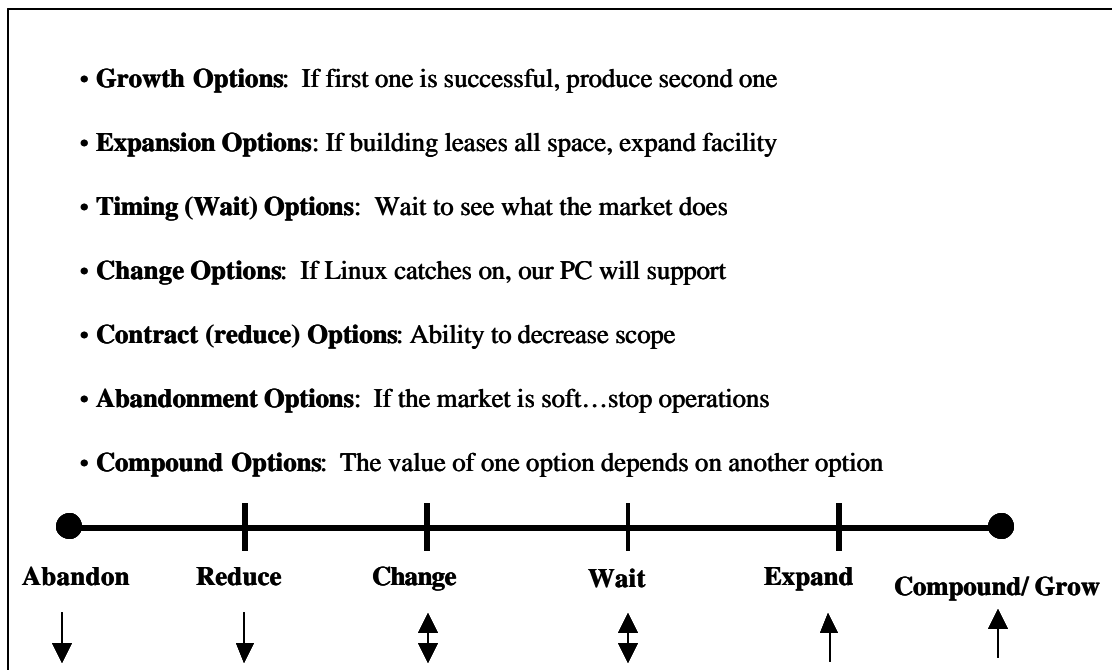 • Growth Options: If first one is successful, produce second one
• Expansion Options: If building leases all space, expand facility
• Timing (Wait) Options: Wait to see what the market does
• Change Options: If Linux catches on, our PC will support
• Contract (reduce) Options: Ability to decrease scope
• Abandonment Options: If the market is soft…stop operations
• Compound Options: The value of one option depends on another option
Abandon Reduce Change Wait Expand Compound/ Grow